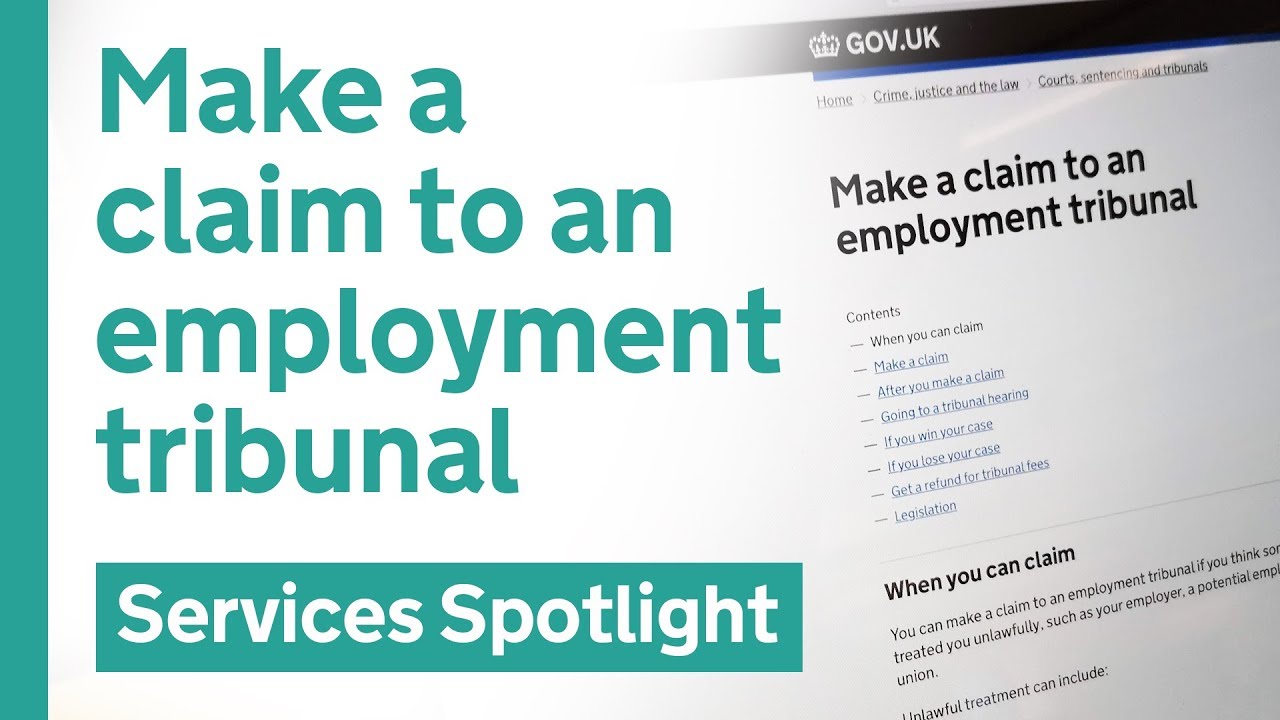 Make a
claim to an
employment
tribunal
Services Spotlight
GOV.UK
Home > Crime, justice and the law > Courts, sentencing and tribunals
Make a claim to an
employment tribunal
Contents
— When you can claim
— Make a claim
— After you make a claim
— Going to a tribunal hearing
— If you win your case
— If you lose your case
— Get a refund for tribunal fees
— Legislation
When you can claim
You can make a claim to an employment tribunal if you think
treated you unlawfully, such as your employer, a potential
union.
Unlawful treatment can include: